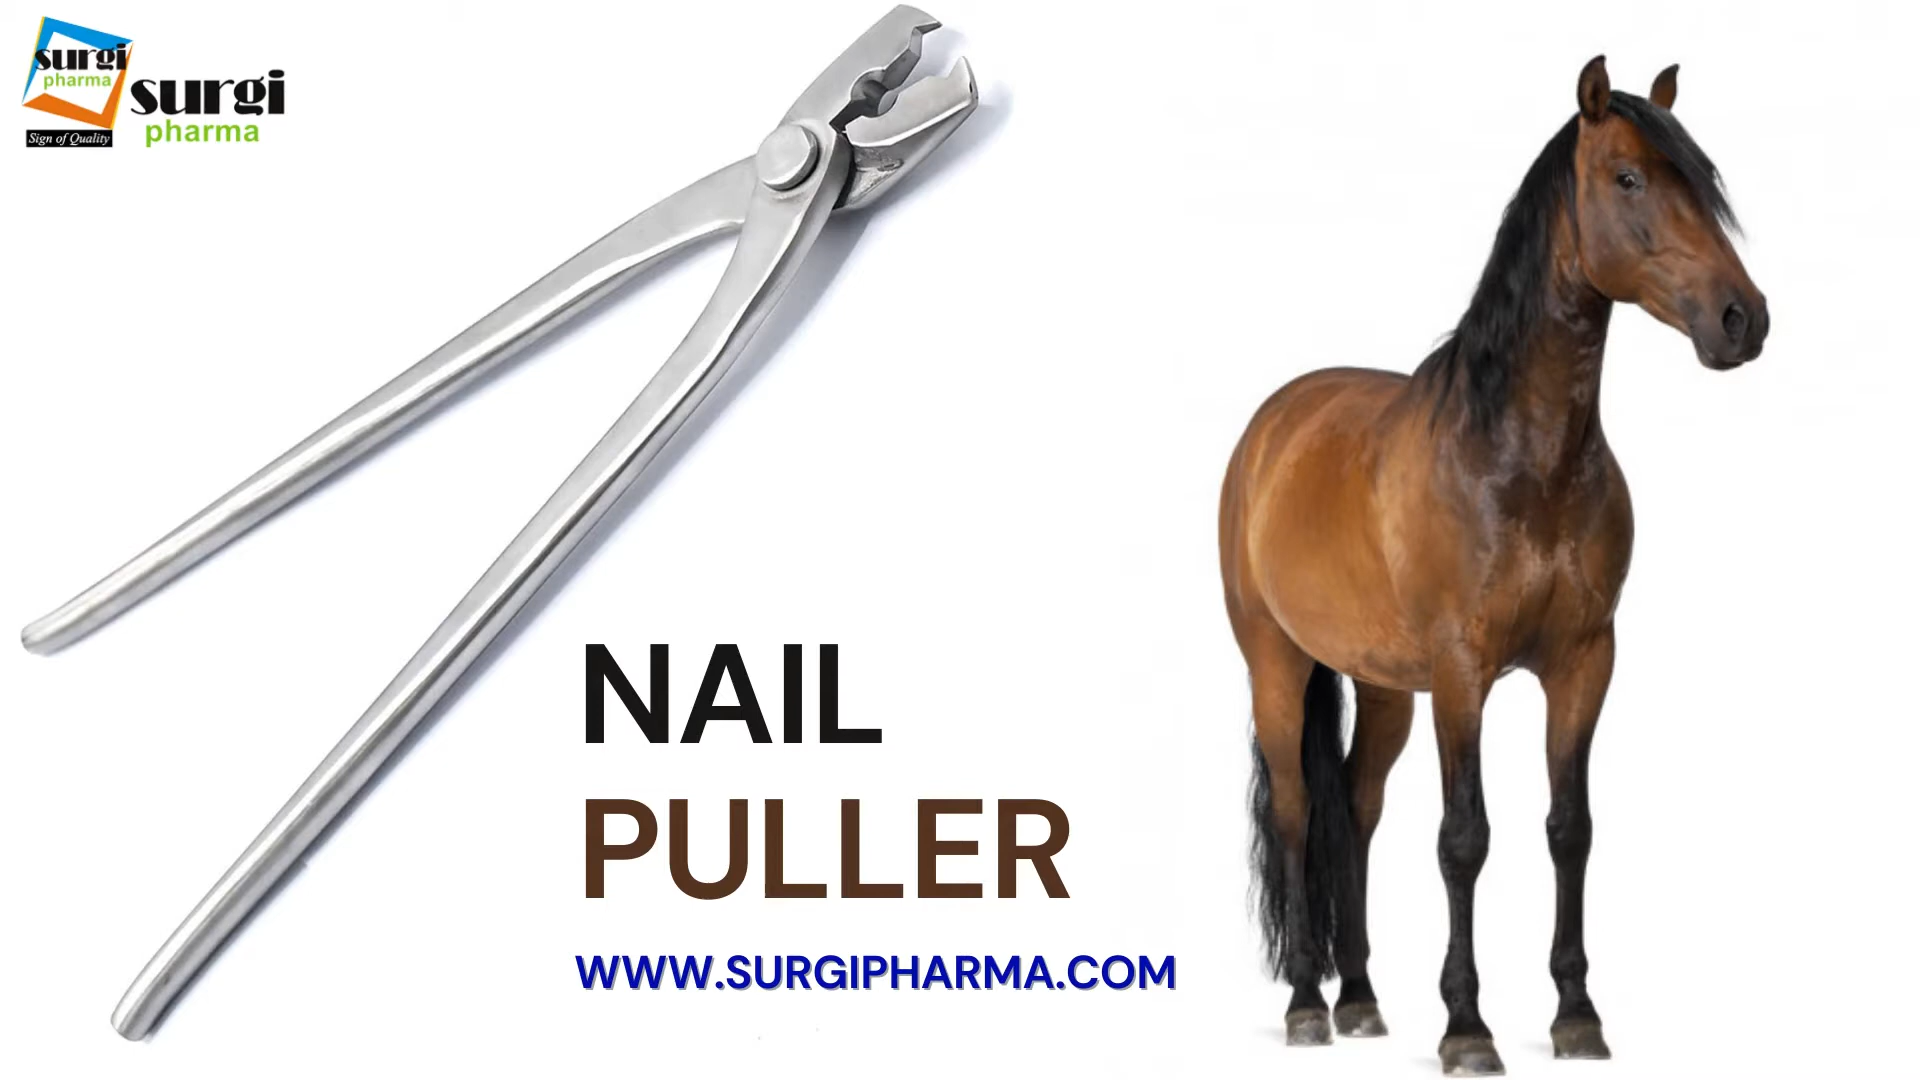 surgi
pharma
Sign of Quality
surgi
pharma
NAIL
PULLER
WWW.SURGIPHARMA.COM